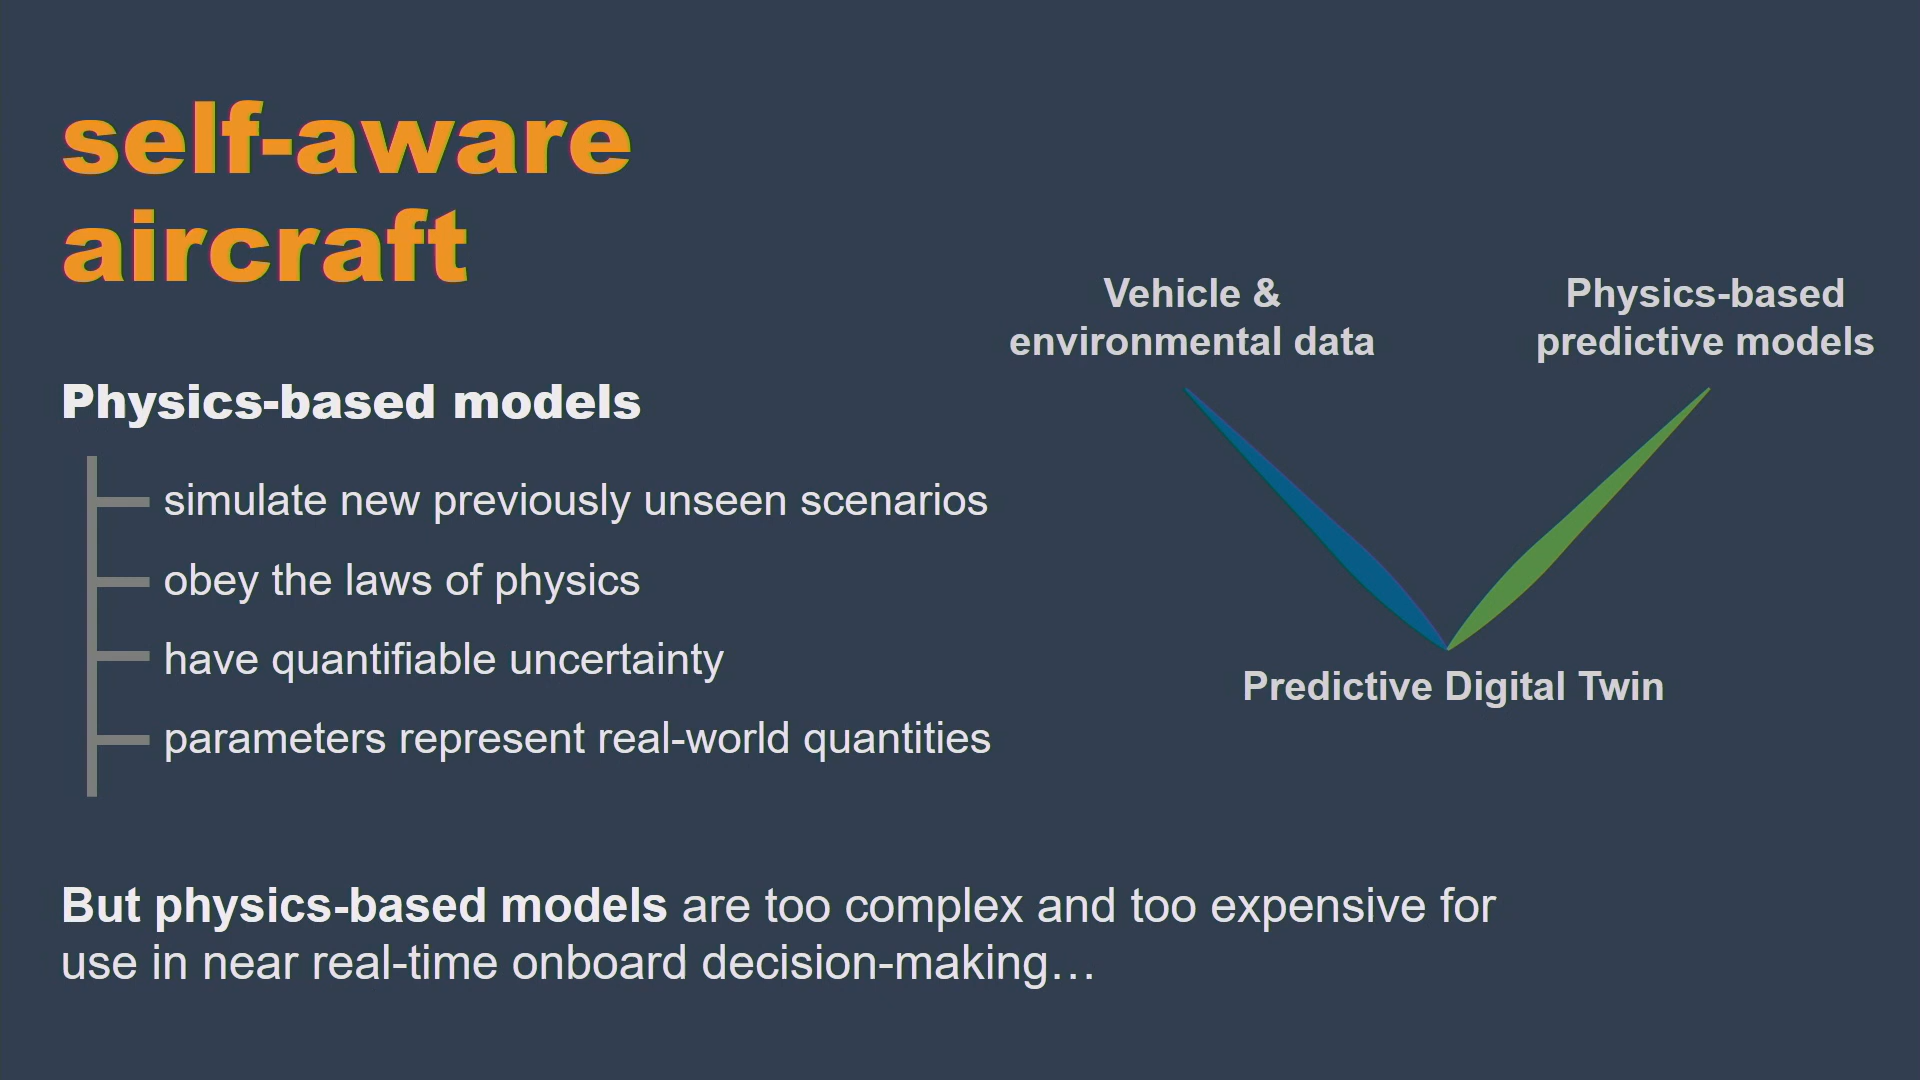 self-aware
aircraft
Physics-based models
simulate new previously unseen scenarios
obey the laws of physics
have quantifiable uncertainty
parameters represent real-world quantities
Vehicle &
environmental data
Physics-based
predictive models
Predictive Digital Twin
But physics-based models are too complex and too expensive for
use in near real-time onboard decision-making…